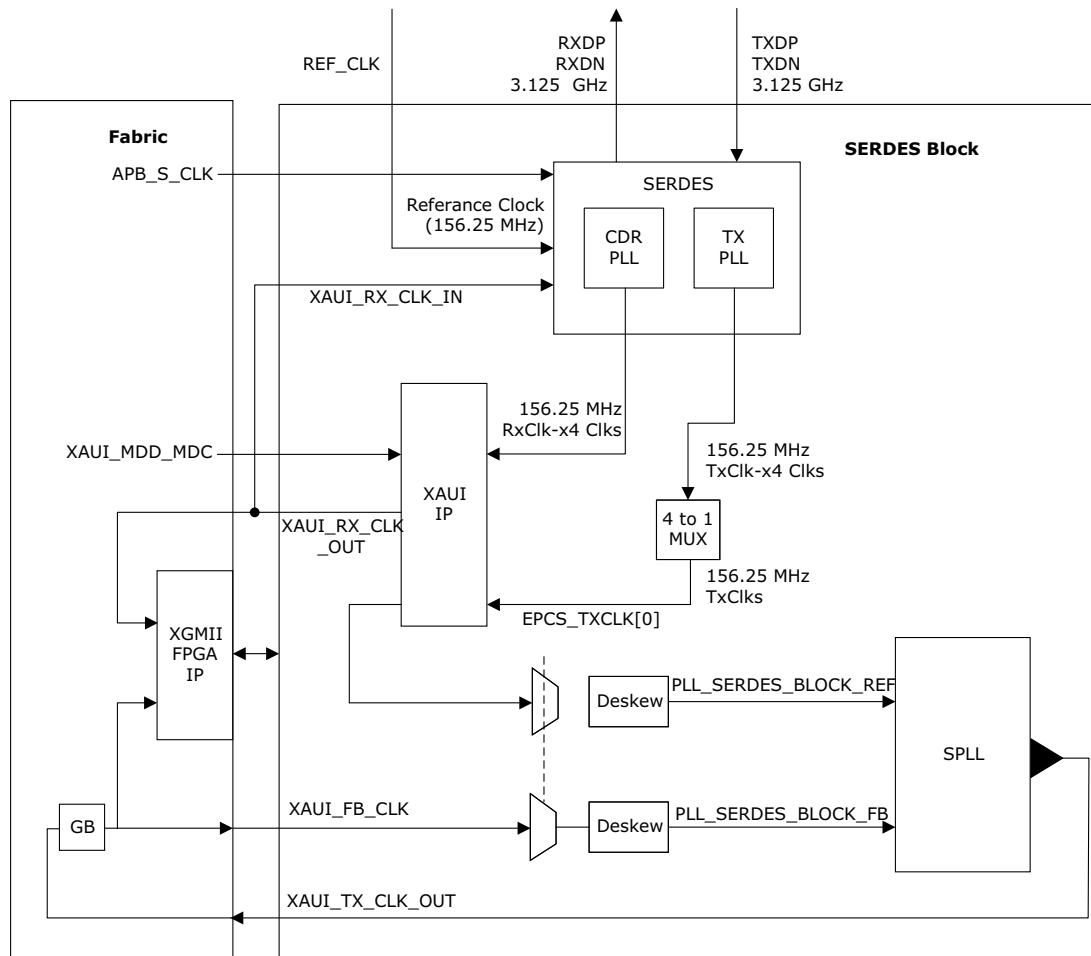 REF_CLK
RXDP
RXDN
3.125  GHz
TXDP
TXDN
3.125 GHz
Fabric
SERDES Block
APB_S_CLK
SERDES
Referance Clock
(156.25 MHz)
CDR
PLL
TX
PLL
XAUI_RX_CLK_IN
156.25 MHz
RxClk-x4 Clks
XAUI_MDD_MDC
156.25 MHz
TxClk-x4 Clks
XAUI
IP
XAUI_RX_CLK
_OUT
4 to 1
MUX
156.25 MHz
TxClks
EPCS_TXCLK[0]
XGMII
FPGA
IP
Deskew
PLL_SERDES_BLOCK_REF
SPLL
XAUI_FB_CLK
GB
Deskew
PLL_SERDES_BLOCK_FB
XAUI_TX_CLK_OUT